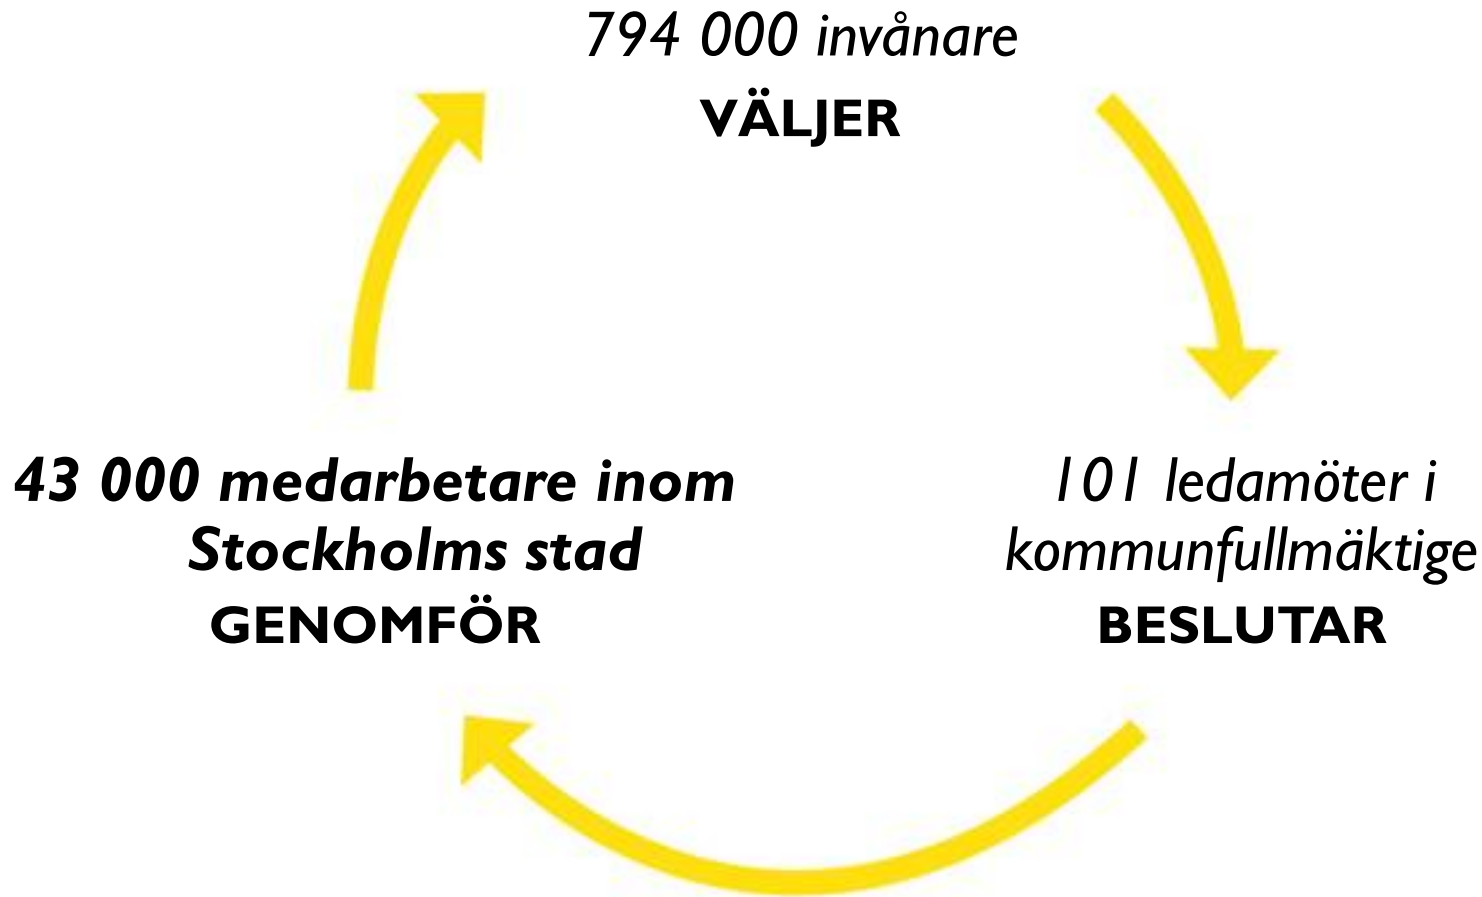 794 000 invånare
VÄLJER
43 000 medarbetare inom
Stockholms stad
GENOMFÖR
101 ledamöter i
kommunfullmäktige
BESLUTAR